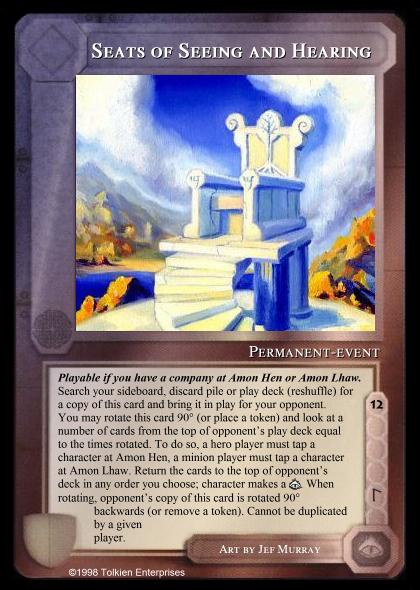 SEATS OF SEEING AND HEARING
PERMANENT-EVENT
Playable if you have a company at Amon Hen or Amon Lhaw.
Search your sideboard, discard pile or play deck (reshuffle) for
a copy of this card and bring it in play for your opponent.
You may rotate this card 90° (or place a token) and look at a
number of cards from the top of opponent's play deck equal
to the times rotated. To do so, a hero player must tap a
character at Amon Hen, a minion player must tap a character
at Amon Lhaw. Return the cards to the top of opponent's
deck in any order you choose; character makes a . When
rotating, opponent's copy of this card is rotated 90°
backwards (or remove a token). Cannot be duplicated
by a given
player.
12
ART BY JEF MURRAY
©1998 Tolkien Enterprises